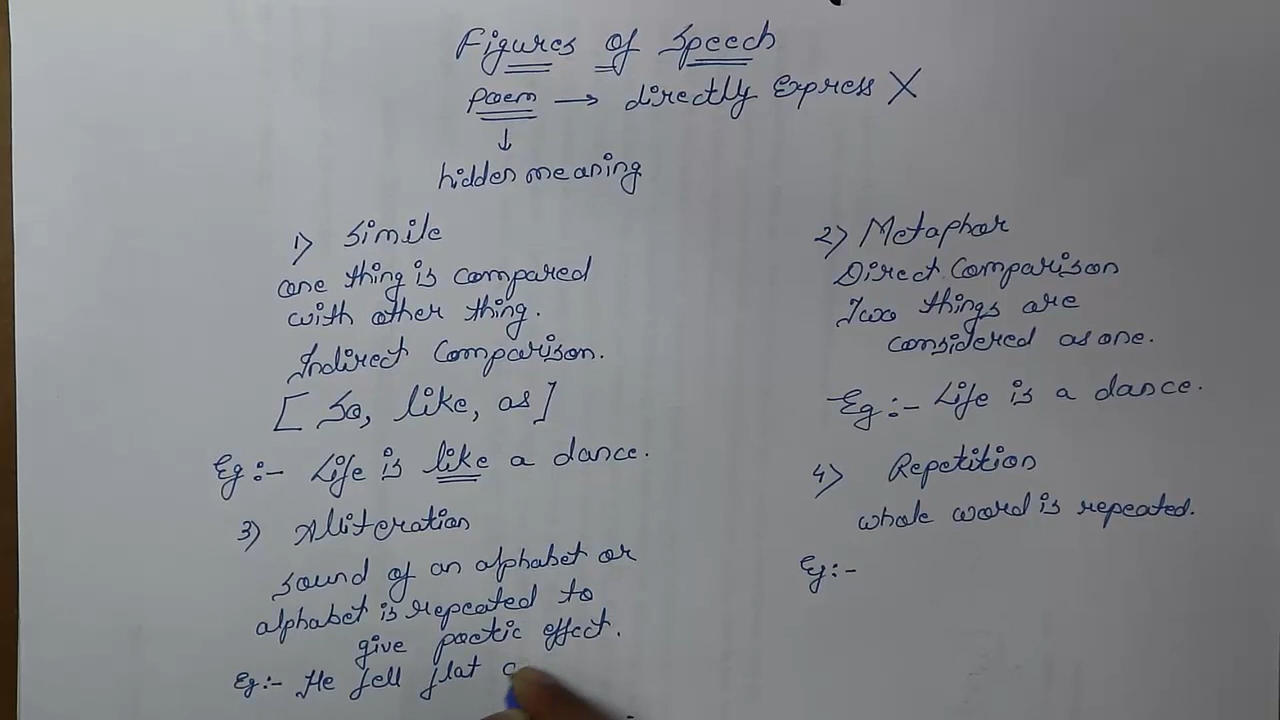 Figures of Speech
Poem → directly Express X
↓
hidden meaning
1) Simile
one thing is compared
with other thing.
Indirect Comparison.
[ So, like, as ]
Eg:- Life is like a dance.
2) Metaphor
Direct Comparison
Two things are
considered as one.
Eg:- Life is a dance.
3) Alliteration
Sound of an alphabet or
alphabet is repeated to
give poetic effect.
Eg:- He fell flat
4) Repetition
whole word is repeated.
Eg:-